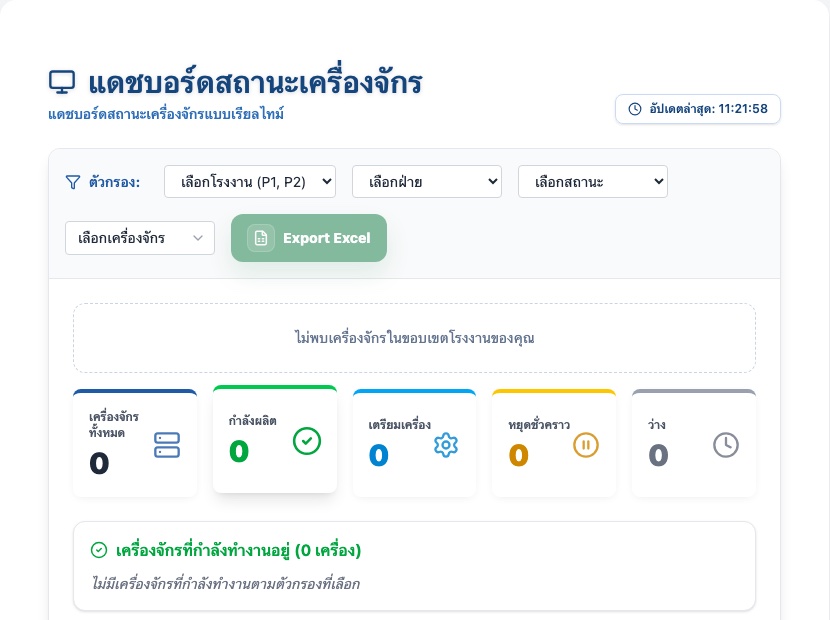 แดชบอร์ดสถานะเครื่องจักร
แดชบอร์ดสถานะเครื่องจักรแบบเรียลไทม์
อัปเดตล่าสุด: 11:21:58
ตัวกรอง:
เลือกโรงงาน (P1, P2)
เลือกฝ่าย
เลือกสถานะ
เลือกเครื่องจักร
Export Excel
ไม่พบเครื่องจักรในขอบเขตโรงงานของคุณ
เครื่องจักร
ทั้งหมด
0
กำลังผลิต
0
เตรียมเครื่อง
0
หยุดชั่วคราว
0
ว่าง
0
เครื่องจักรที่กำลังทำงานอยู่ (0 เครื่อง)
ไม่มีเครื่องจักรที่กำลังทำงานตามตัวกรองที่เลือก